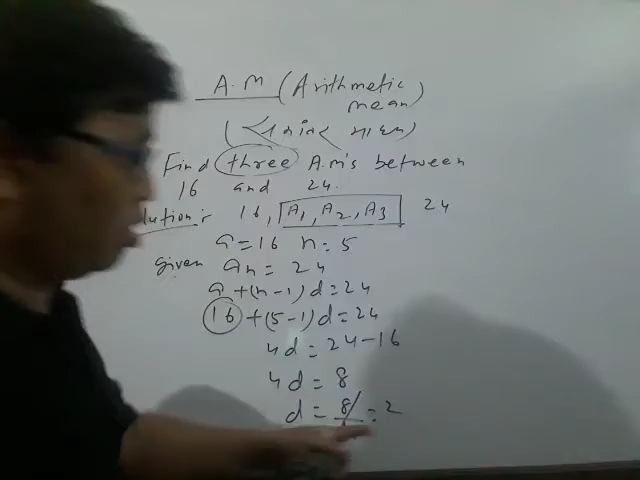 A.M (Arithmetic
mean)
Find three A.M's between
16 and 24.
lution: 16, A1, A2, A3 24
a=16 n=5
given an = 24
a+(n-1)d=24
16+(5-1)d=24
4d=24-16
4d=8
d=8/ =2